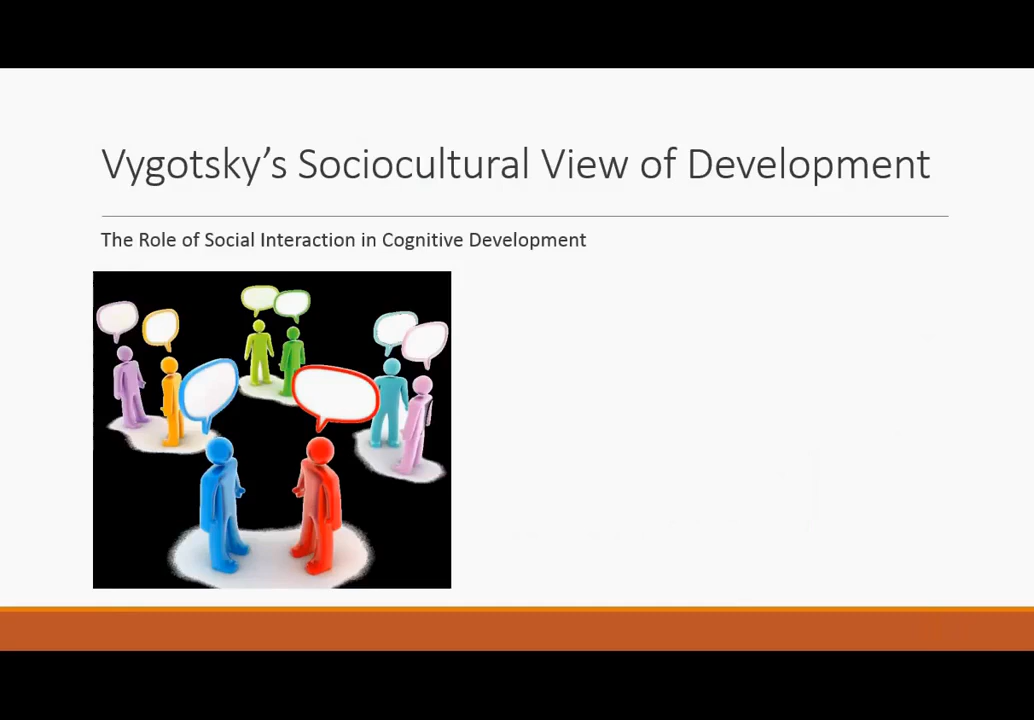 Vygotsky’s Sociocultural View of Development
The Role of Social Interaction in Cognitive Development